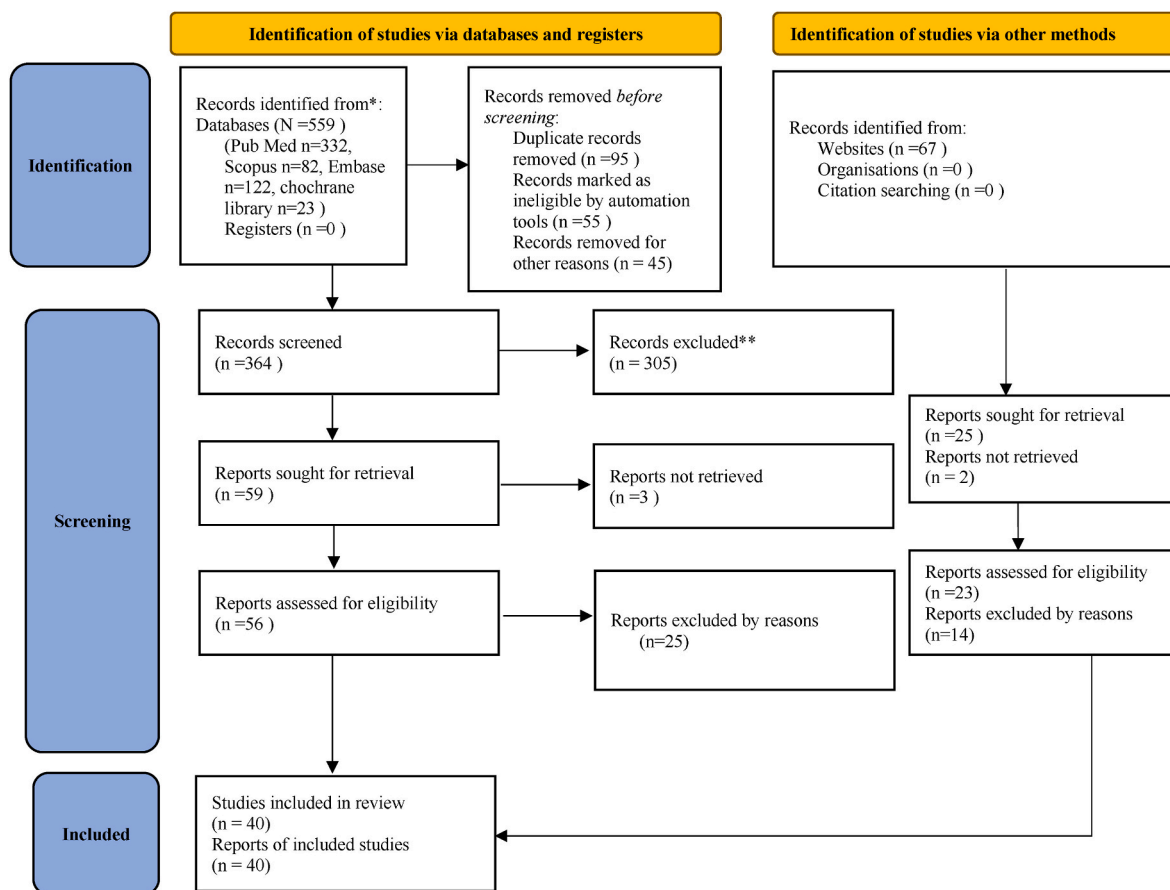 Identification of studies via databases and registers
Identification of studies via other methods
Identification
Records identified from*:
Databases (N =559 )
(Pub Med n=332,
Scopus n=82, Embase
n=122, chochrane
library n=23 )
Registers (n =0 )
Records removed before
screening:
Duplicate records
removed (n =95 )
Records marked as
ineligible by automation
tools (n =55 )
Records removed for
other reasons (n = 45)
Records identified from:
Websites (n =67 )
Organisations (n =0 )
Citation searching (n =0 )
Screening
Records screened
(n =364 )
Records excluded**
(n = 305)
Reports sought for retrieval
(n =59 )
Reports not retrieved
(n =3 )
Reports sought for retrieval
(n =25 )
Reports not retrieved
(n = 2)
Reports assessed for eligibility
(n =56 )
Reports excluded by reasons
(n=25)
Reports assessed for eligibility
(n =23)
Reports excluded by reasons
(n=14)
Included
Studies included in review
(n = 40)
Reports of included studies
(n = 40)